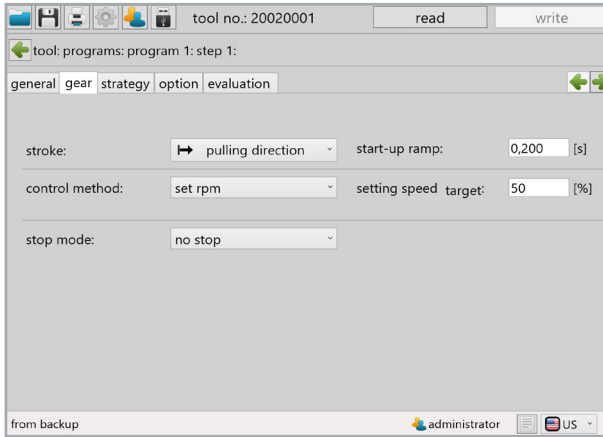 tool no.: 20020001 read write
tool: programs: program 1: step 1:
general gear strategy option evaluation
stroke: pulling direction start-up ramp: 0,200 [s]
control method: set rpm setting speed target: 50 [%]
stop mode: no stop
from backup administrator US